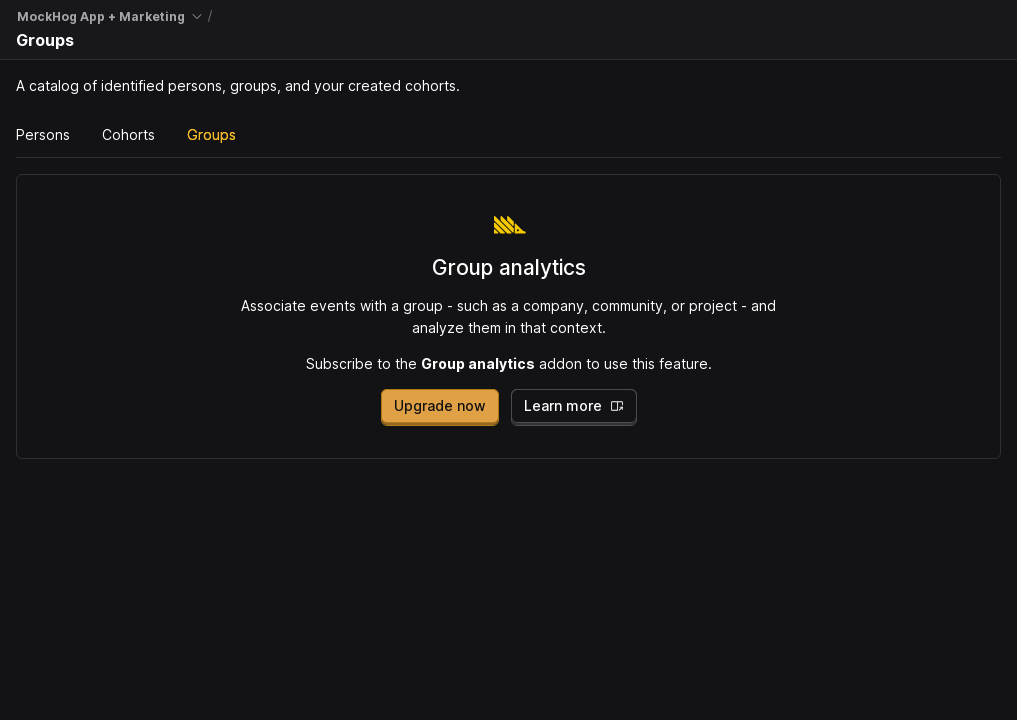 MockHog App + Marketing /
Groups
A catalog of identified persons, groups, and your created cohorts.
Persons Cohorts Groups
Group analytics
Associate events with a group - such as a company, community, or project - and
analyze them in that context.
Subscribe to the Group analytics addon to use this feature.
Upgrade now Learn more